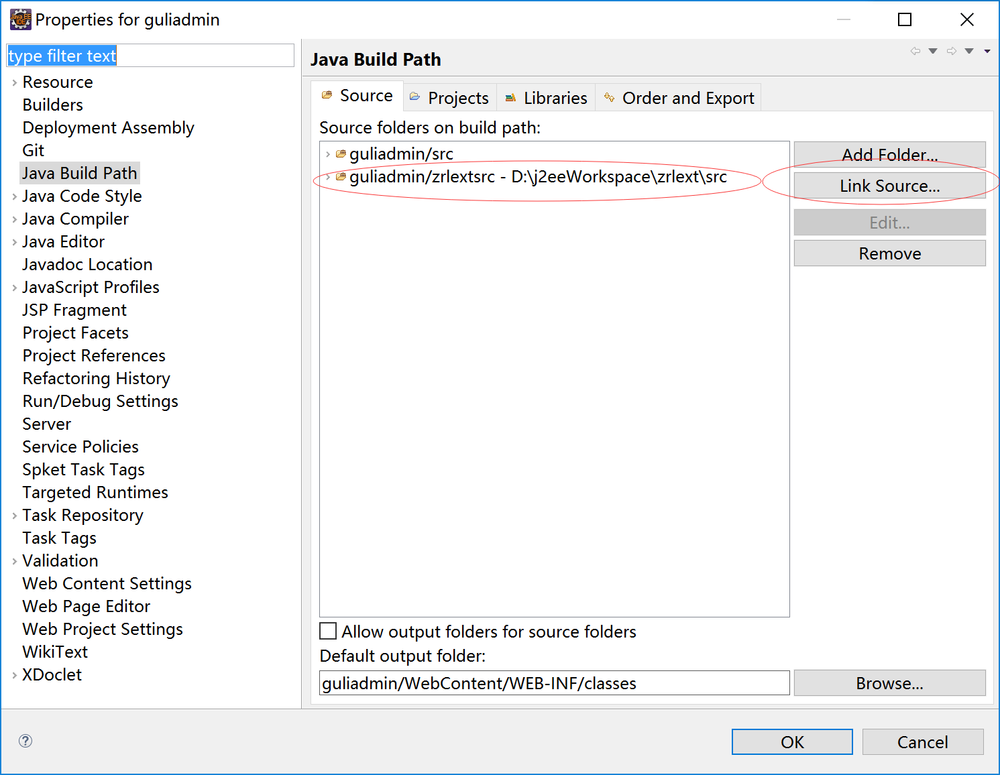 Java EE
IDE
Properties for guliadmin
type filter text
Resource
Builders
Deployment Assembly
Git
Java Build Path
Java Code Style
Java Compiler
Java Editor
Javadoc Location
JavaScript Profiles
JSP Fragment
Project Facets
Project References
Refactoring History
Run/Debug Settings
Server
Service Policies
Spket Task Tags
Targeted Runtimes
Task Repository
Task Tags
Validation
Web Content Settings
Web Page Editor
Web Project Settings
WikiText
XDoclet
Java Build Path
Source
Projects
Libraries
Order and Export
Source folders on build path:
guliadmin/src
guliadmin/zrlextsrc - D:\j2eeWorkspace\zrlext\src
Add Folder...
Link Source...
Edit...
Remove
Allow output folders for source folders
Default output folder:
guliadmin/WebContent/WEB-INF/classes
Browse...
?
OK
Cancel